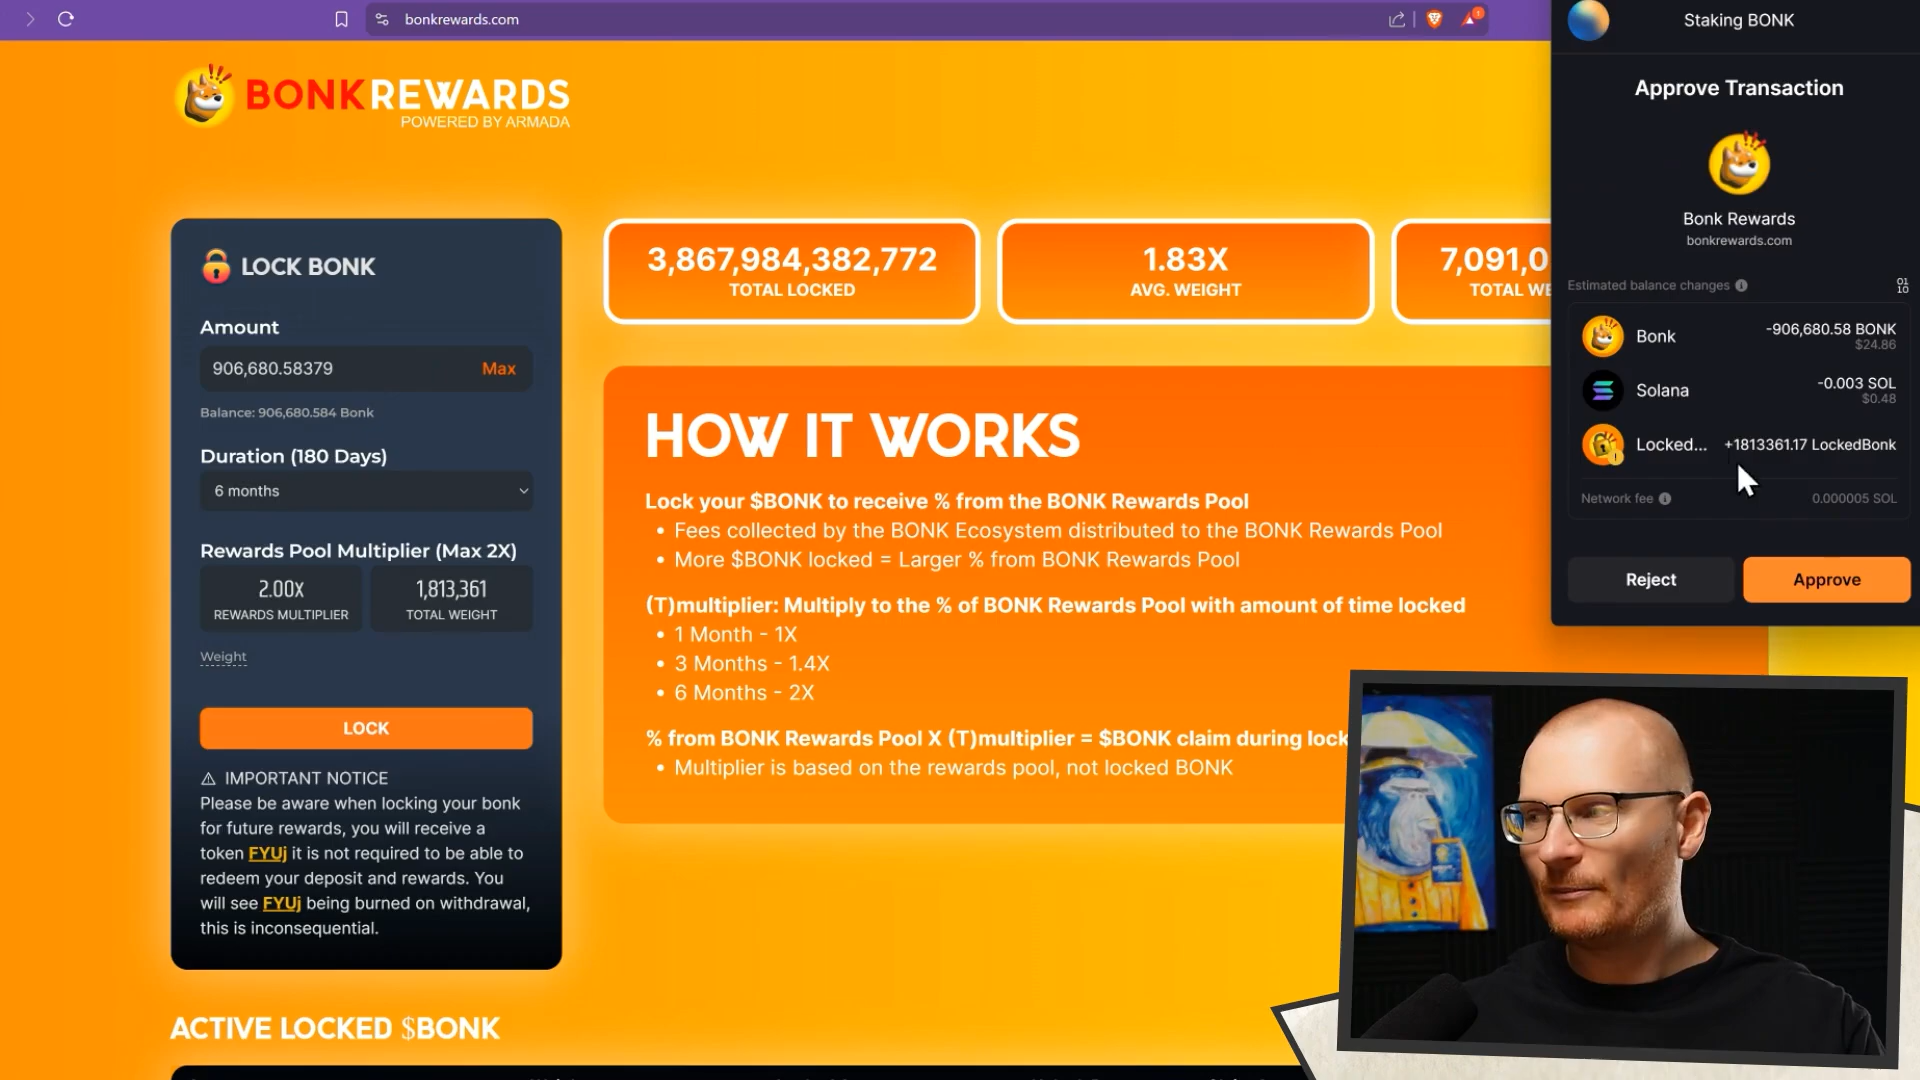 bonkrewards.com
1
BONKREWARDS
POWERED BY ARMADA
LOCK BONK
Amount
906,680.58379
Max
Balance: 906,680.584 Bonk
Duration (180 Days)
6 months
Rewards Pool Multiplier (Max 2X)
2.00x
REWARDS MULTIPLIER
1,813,361
TOTAL WEIGHT
Weight
LOCK
⚠ IMPORTANT NOTICE
Please be aware when locking your bonk
for future rewards, you will receive a
token FYUj it is not required to be able to
redeem your deposit and rewards. You
will see FYUj being burned on withdrawal,
this is inconsequential.
3,867,984,382,772
TOTAL LOCKED
1.83X
AVG. WEIGHT
7,091,0
TOTAL WE
HOW IT WORKS
Lock your $BONK to receive % from the BONK Rewards Pool
• Fees collected by the BONK Ecosystem distributed to the BONK Rewards Pool
• More $BONK locked = Larger % from BONK Rewards Pool
(T)multiplier: Multiply to the % of BONK Rewards Pool with amount of time locked
• 1 Month - 1X
• 3 Months - 1.4X
• 6 Months - 2X
% from BONK Rewards Pool X (T)multiplier = $BONK claim during lock
• Multiplier is based on the rewards pool, not locked BONK
ACTIVE LOCKED $BONK
Staking BONK
Approve Transaction
Bonk Rewards
bonkrewards.com
Estimated balance changes
01
10
Bonk
-906,680.58 BONK
$24.86
Solana
-0.003 SOL
$0.48
Locked...
+1813361.17 LockedBonk
Network fee
0.000005 SOL
Reject
Approve